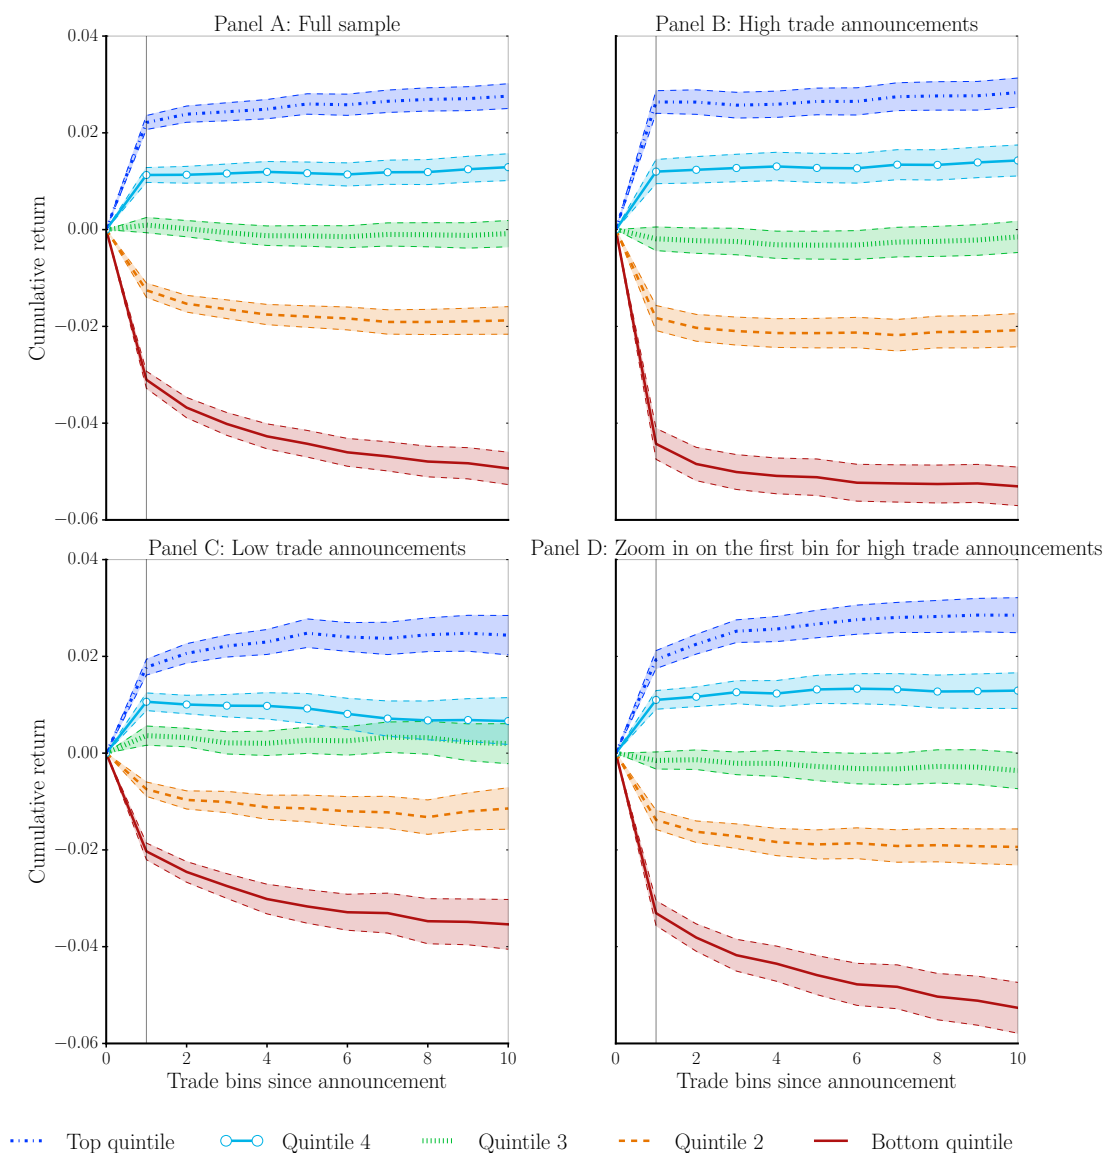 Panel A: Full sample
Panel B: High trade announcements
0.04
0.02
0.00
−0.02
−0.04
−0.06
Cumulative return
Panel C: Low trade announcements
Panel D: Zoom in on the first bin for high trade announcements
0.04
0.02
0.00
−0.02
−0.04
−0.06
Cumulative return
0 2 4 6 8 10
0 2 4 6 8 10
Trade bins since announcement
Trade bins since announcement
Top quintile
Quintile 4
Quintile 3
Quintile 2
Bottom quintile